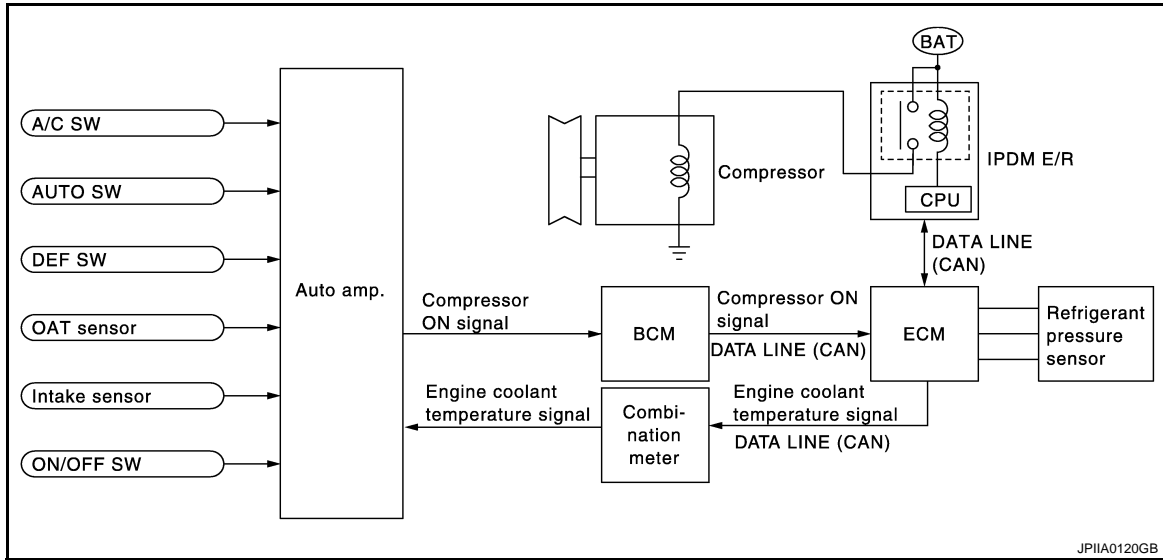 BAT
A/C SW
AUTO SW
DEF SW
OAT sensor
Intake sensor
ON/OFF SW
Auto amp.
Compressor
IPDM E/R
CPU
DATA LINE
(CAN)
Compressor
ON signal
BCM
Compressor ON
signal
DATA LINE (CAN)
ECM
Refrigerant
pressure
sensor
Engine coolant
temperature signal
Combi-
nation
meter
Engine coolant
temperature signal
DATA LINE (CAN)
JPIIA0120GB